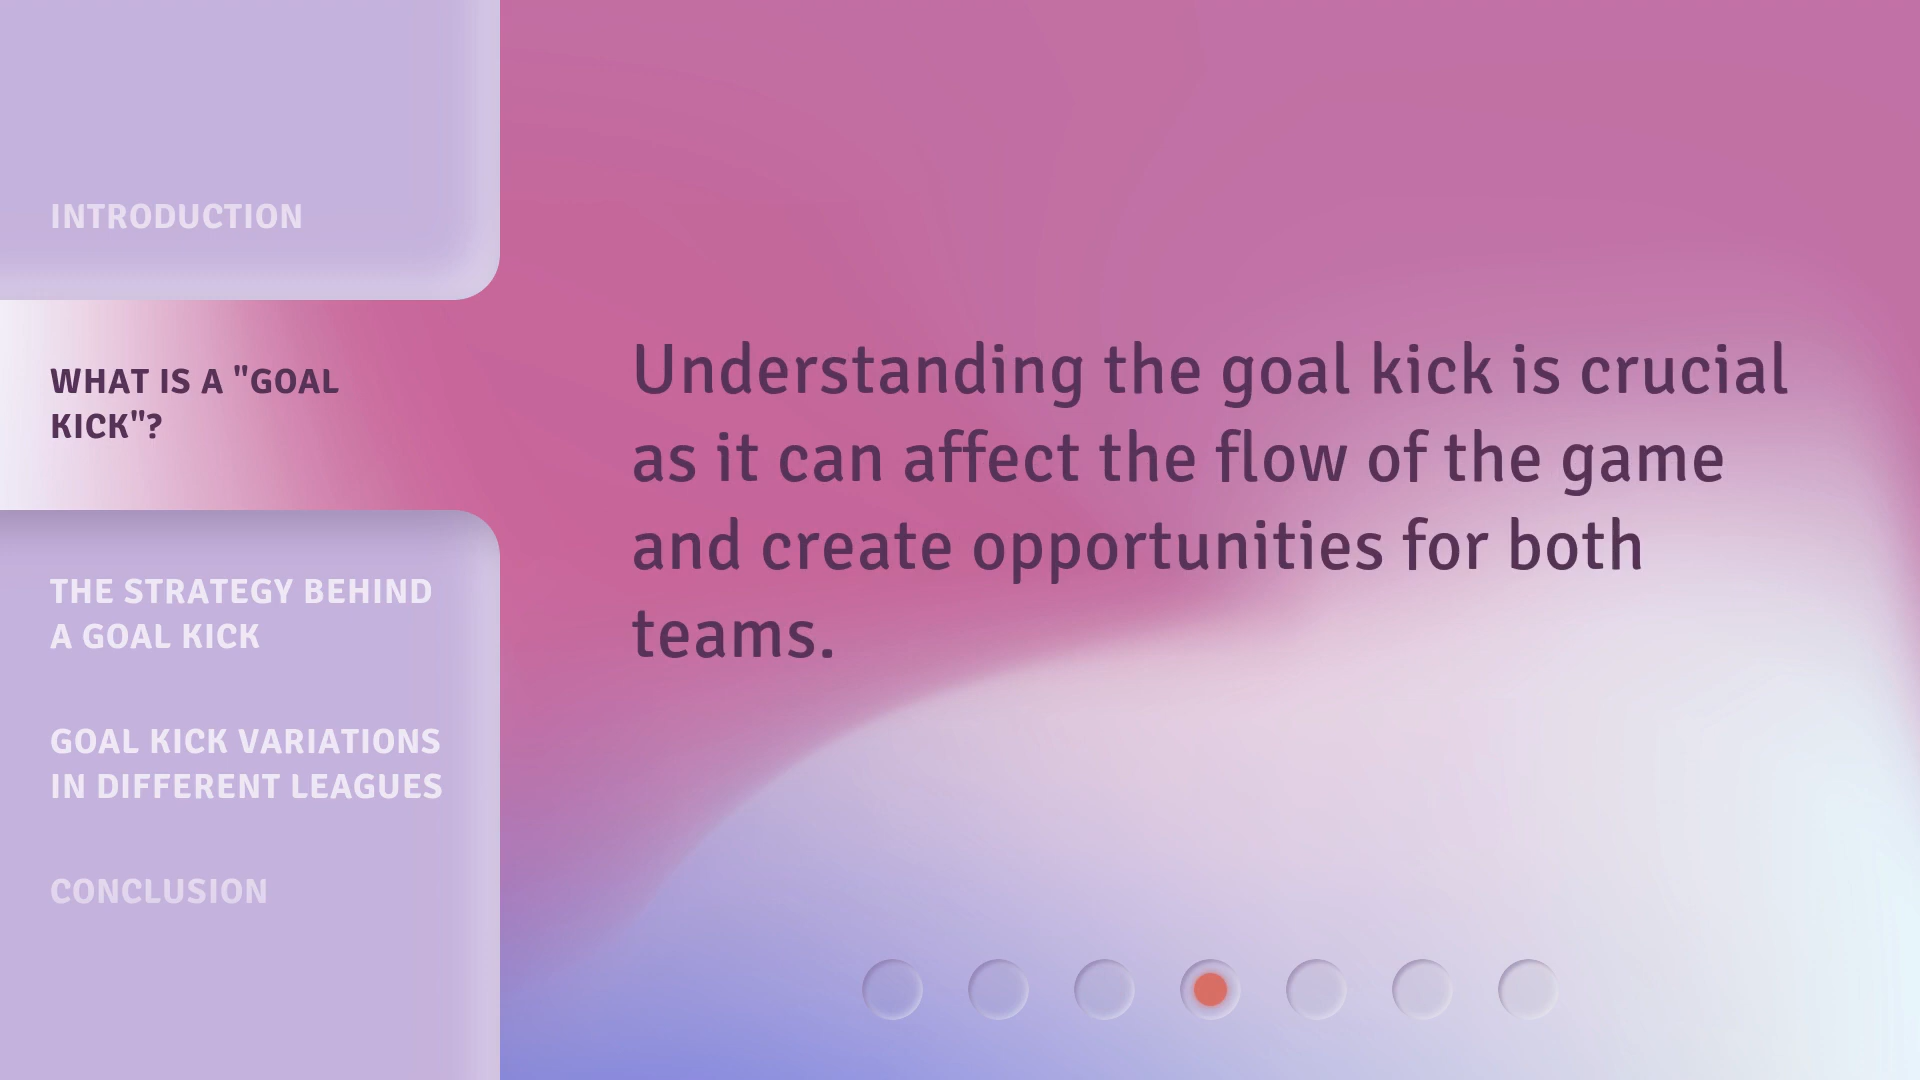 INTRODUCTION
WHAT IS A "GOAL
KICK"?
THE STRATEGY BEHIND
A GOAL KICK
GOAL KICK VARIATIONS
IN DIFFERENT LEAGUES
CONCLUSION
Understanding the goal kick is crucial
as it can affect the flow of the game
and create opportunities for both
teams.